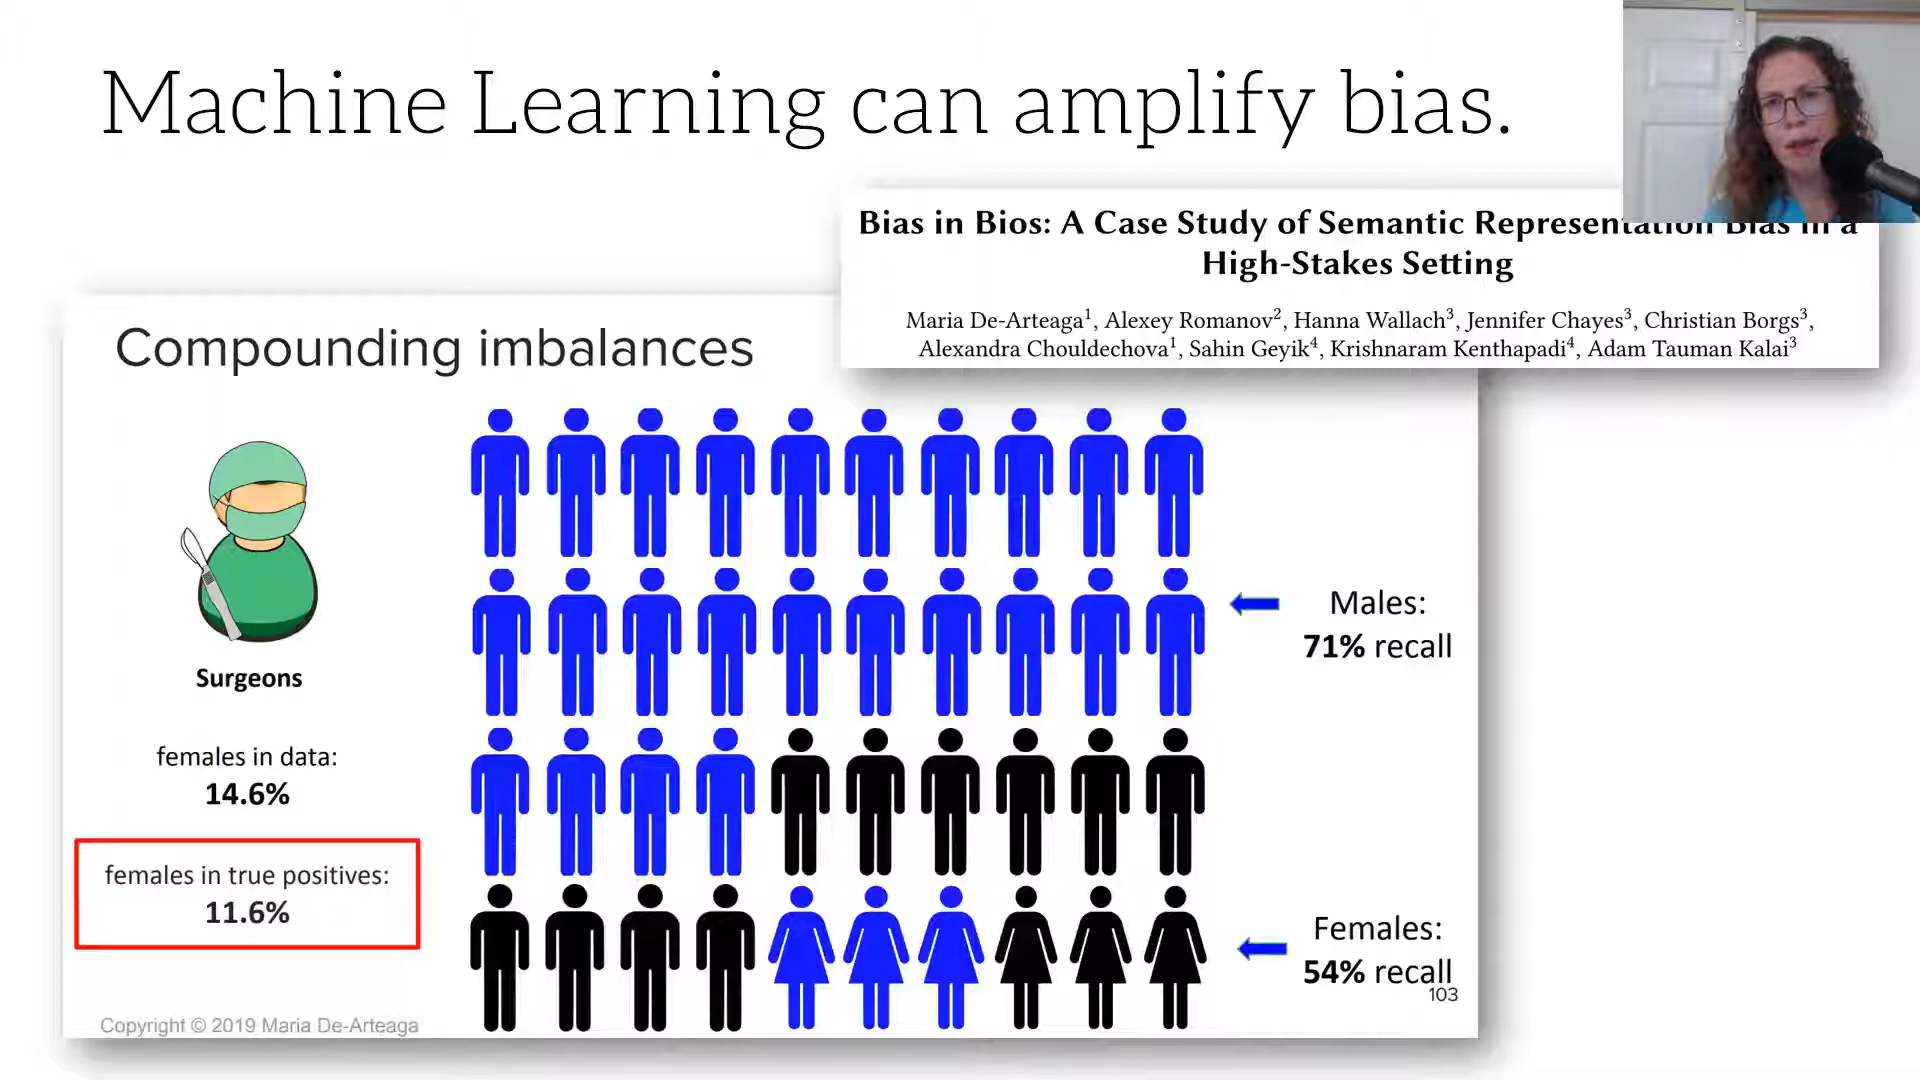 Machine Learning can amplify bias.
Bias in Bios: A Case Study of Semantic Representation Bias in a
High-Stakes Setting
Maria De-Arteaga1, Alexey Romanov2, Hanna Wallach3, Jennifer Chayes3, Christian Borgs3,
Alexandra Chouldechova1, Sahin Geyik4, Krishnaram Kenthapadi4, Adam Tauman Kalai3
Compounding imbalances
Surgeons
females in data:
14.6%
females in true positives:
11.6%
Males:
71% recall
Females:
54% recall
103
Copyright © 2019 Maria De-Arteaga